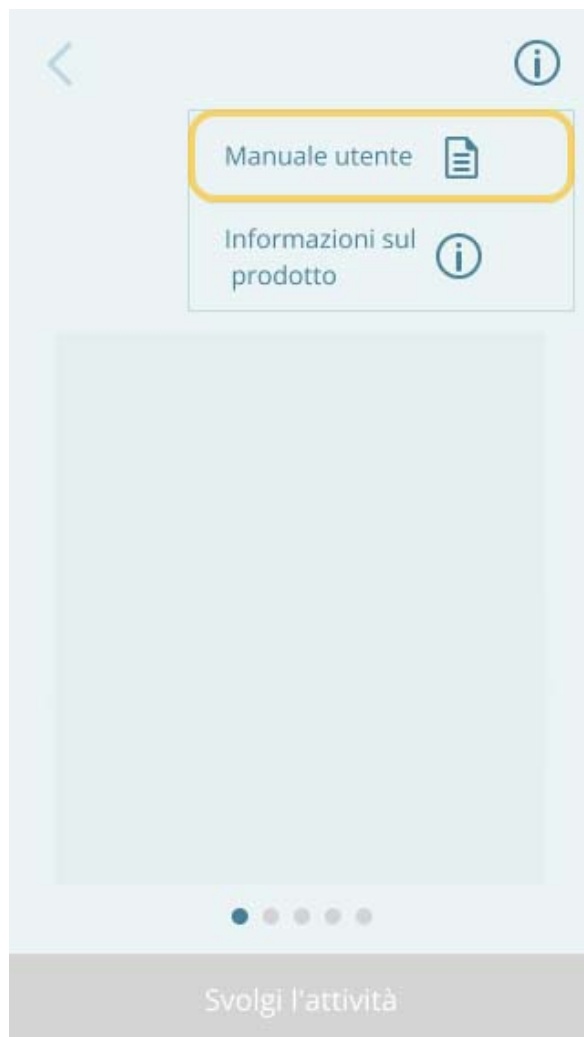 Manuale utente
Informazioni sul
prodotto
Svolgi l'attività